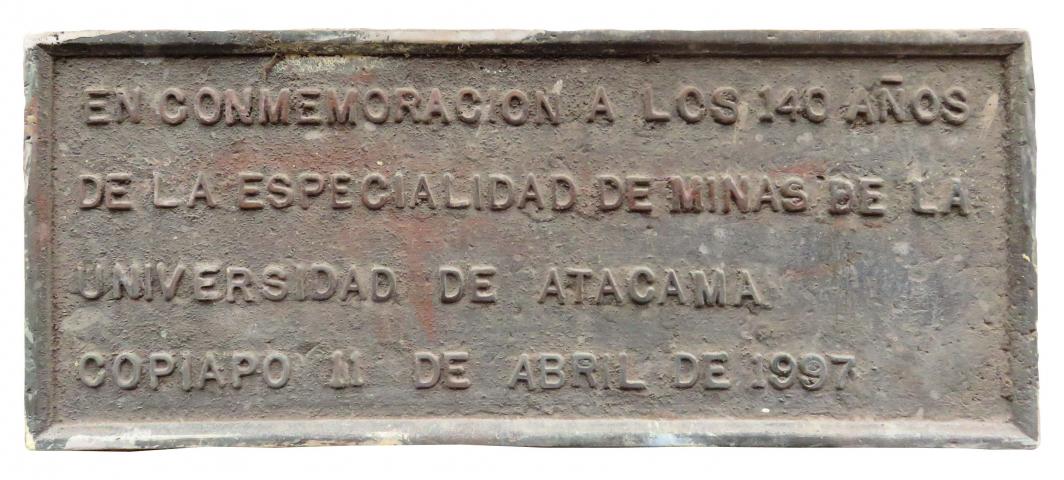 EN CONMEMORACION A LOS 140 AÑOS
DE LA ESPECIALIDAD DE MINAS DE LA
UNIVERSIDAD DE ATACAMA
COPIAPO 11 DE ABRIL DE 1997